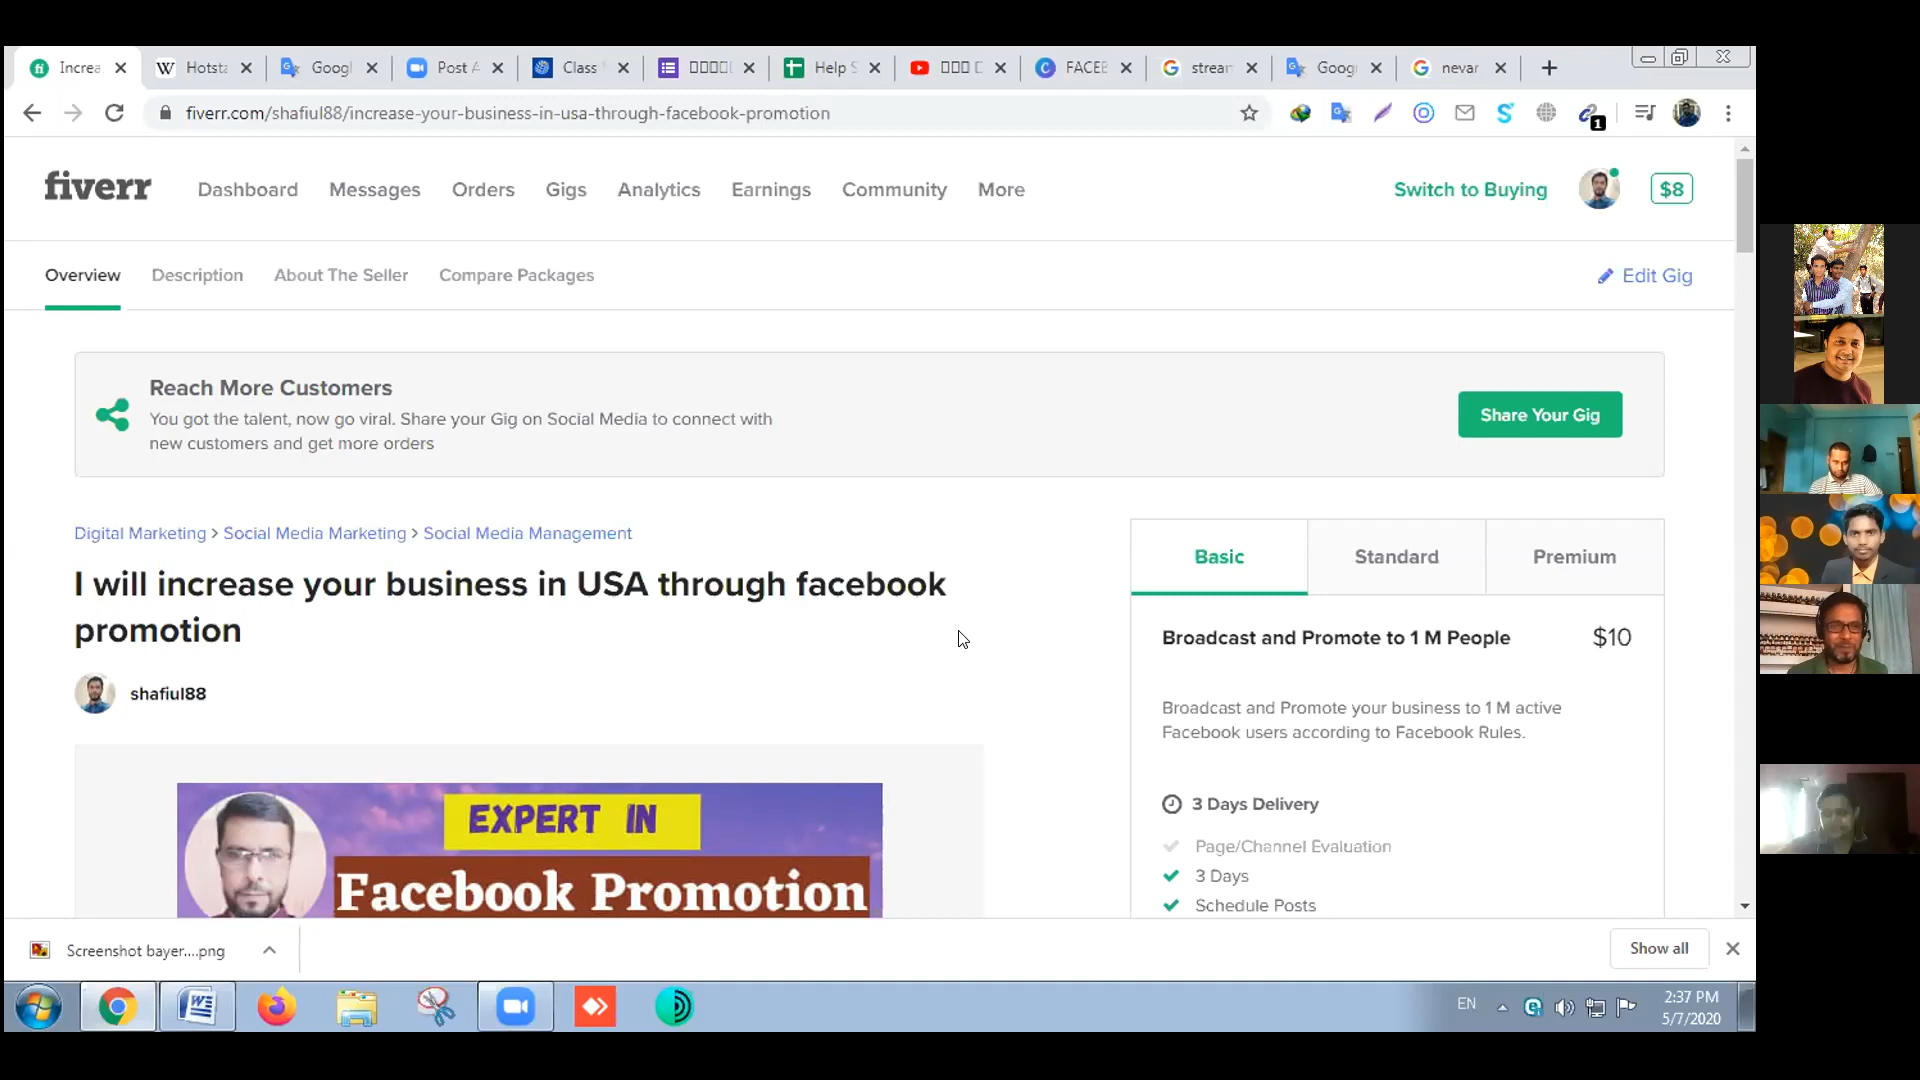 Increa
Hotsta
Googl
Post A
Class
Help S
FACEB
strean
Goog
nevar
fiverr.com/shafiul88/increase-your-business-in-usa-through-facebook-promotion
1
fiverr
Dashboard
Messages
Orders
Gigs
Analytics
Earnings
Community
More
Switch to Buying
$8
Overview
Description
About The Seller
Compare Packages
Edit Gig
Reach More Customers
You got the talent, now go viral. Share your Gig on Social Media to connect with
new customers and get more orders
Share Your Gig
Digital Marketing > Social Media Marketing > Social Media Management
I will increase your business in USA through facebook
promotion
shafiul88
EXPERT IN
Facebook Promotion
Basic
Standard
Premium
Broadcast and Promote to 1 M People
$10
Broadcast and Promote your business to 1 M active
Facebook users according to Facebook Rules.
3 Days Delivery
Page/Channel Evaluation
3 Days
Schedule Posts
Screenshot bayer....png
Show all
EN
2:37 PM
5/7/2020